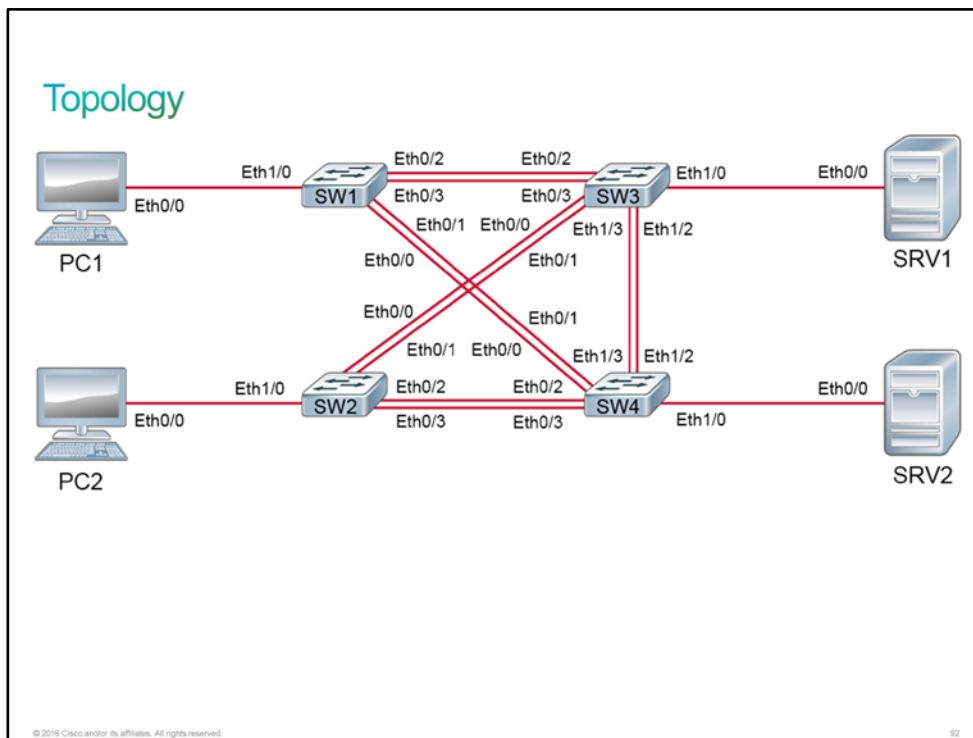 Topology
Eth1/0
Eth0/2
Eth0/2
Eth1/0
Eth0/0
SW1
SW3
Eth0/0
Eth0/3
Eth0/3
Eth0/1
Eth0/0
Eth1/3
Eth1/2
PC1
SRV1
Eth0/0
Eth0/1
Eth0/0
Eth0/1
Eth0/1
Eth0/0
Eth1/3
Eth1/2
Eth1/0
Eth0/2
Eth0/2
Eth0/0
SW2
SW4
Eth0/0
Eth0/3
Eth0/3
Eth1/0
PC2
SRV2
© 2016 Cisco and/or its affiliates. All rights reserved.
92